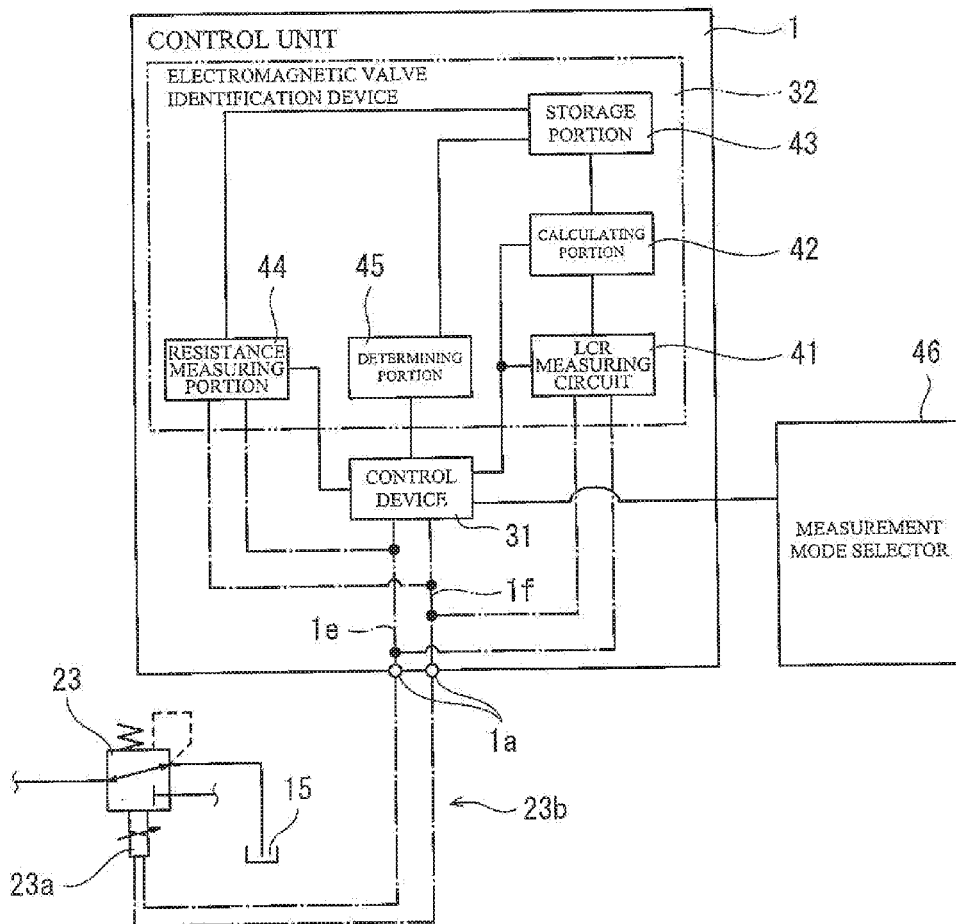 1
CONTROL UNIT
ELECTROMAGNETIC VALVE
IDENTIFICATION DEVICE
32
STORAGE
PORTION
43
CALCULATING
PORTION
42
44
45
RESISTANCE
MEASURING
PORTION
DETERMINING
PORTION
LCR
MEASURING
CIRCUIT
41
46
CONTROL
DEVICE
31
MEASUREMENT
MODE SELECTOR
1f
1e
23
1a
15
23b
23a